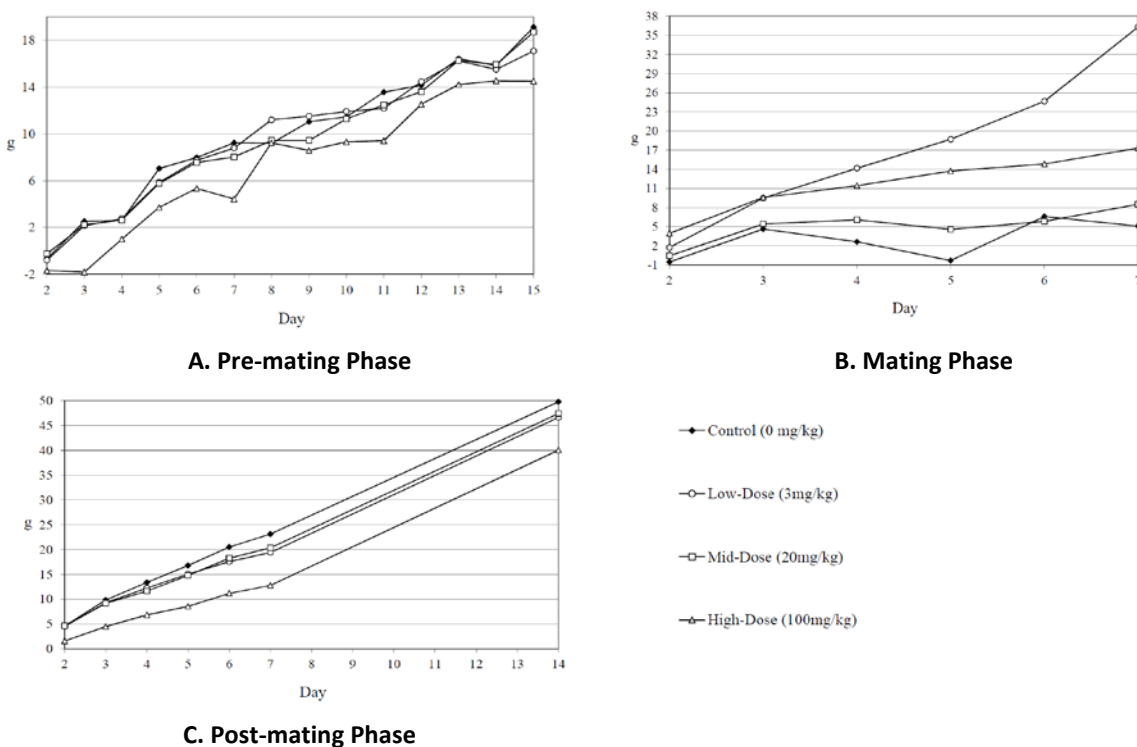 18
14
10
6
2
-2
g
2 3 4 5 6 7 8 9 10 11 12 13 14 15
Day
A. Pre-mating Phase
38
35
32
29
26
23
20
17
14
11
8
5
2
-1
g
2 3 4 5 6 7
Day
B. Mating Phase
50
45
40
35
30
25
20
15
10
5
0
g
2 3 4 5 6 7 8 9 10 11 12 13 14
Day
C. Post-mating Phase
Control (0 mg/kg)
Low-Dose (3mg/kg)
Mid-Dose (20mg/kg)
High-Dose (100mg/kg)